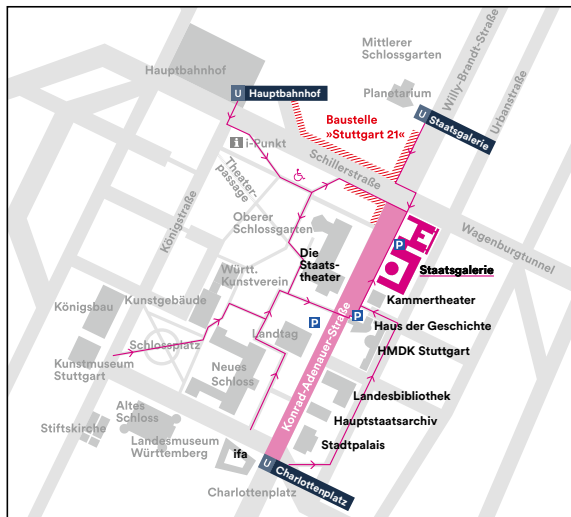 Mittlerer
Schlossgarten
Willy-Brandt-Straße
Urbanstraße
Hauptbahnhof
U Hauptbahnhof
Planetarium
U Staatsgalerie
Baustelle
»Stuttgart 21«
i i-Punkt
Schillerstraße
Theater-
passage
Königstraße
Oberer
Schlossgarten
Wagenburgtunnel
P
Die
Staats-
theater
Staatsgalerie
Württ.
Kunstverein
Kammertheater
Königsbau
Kunstgebäude
P
P
Haus der Geschichte
Landtag
Konrad-Adenauer-Straße
Schlossplatz
HMDK Stuttgart
Kunstmuseum
Stuttgart
Neues
Schloss
Landesbibliothek
Altes
Schloss
Hauptstaatsarchiv
Stiftskirche
Landesmuseum
Württemberg
ifa
Stadtpalais
U Charlottenplatz
Charlottenplatz